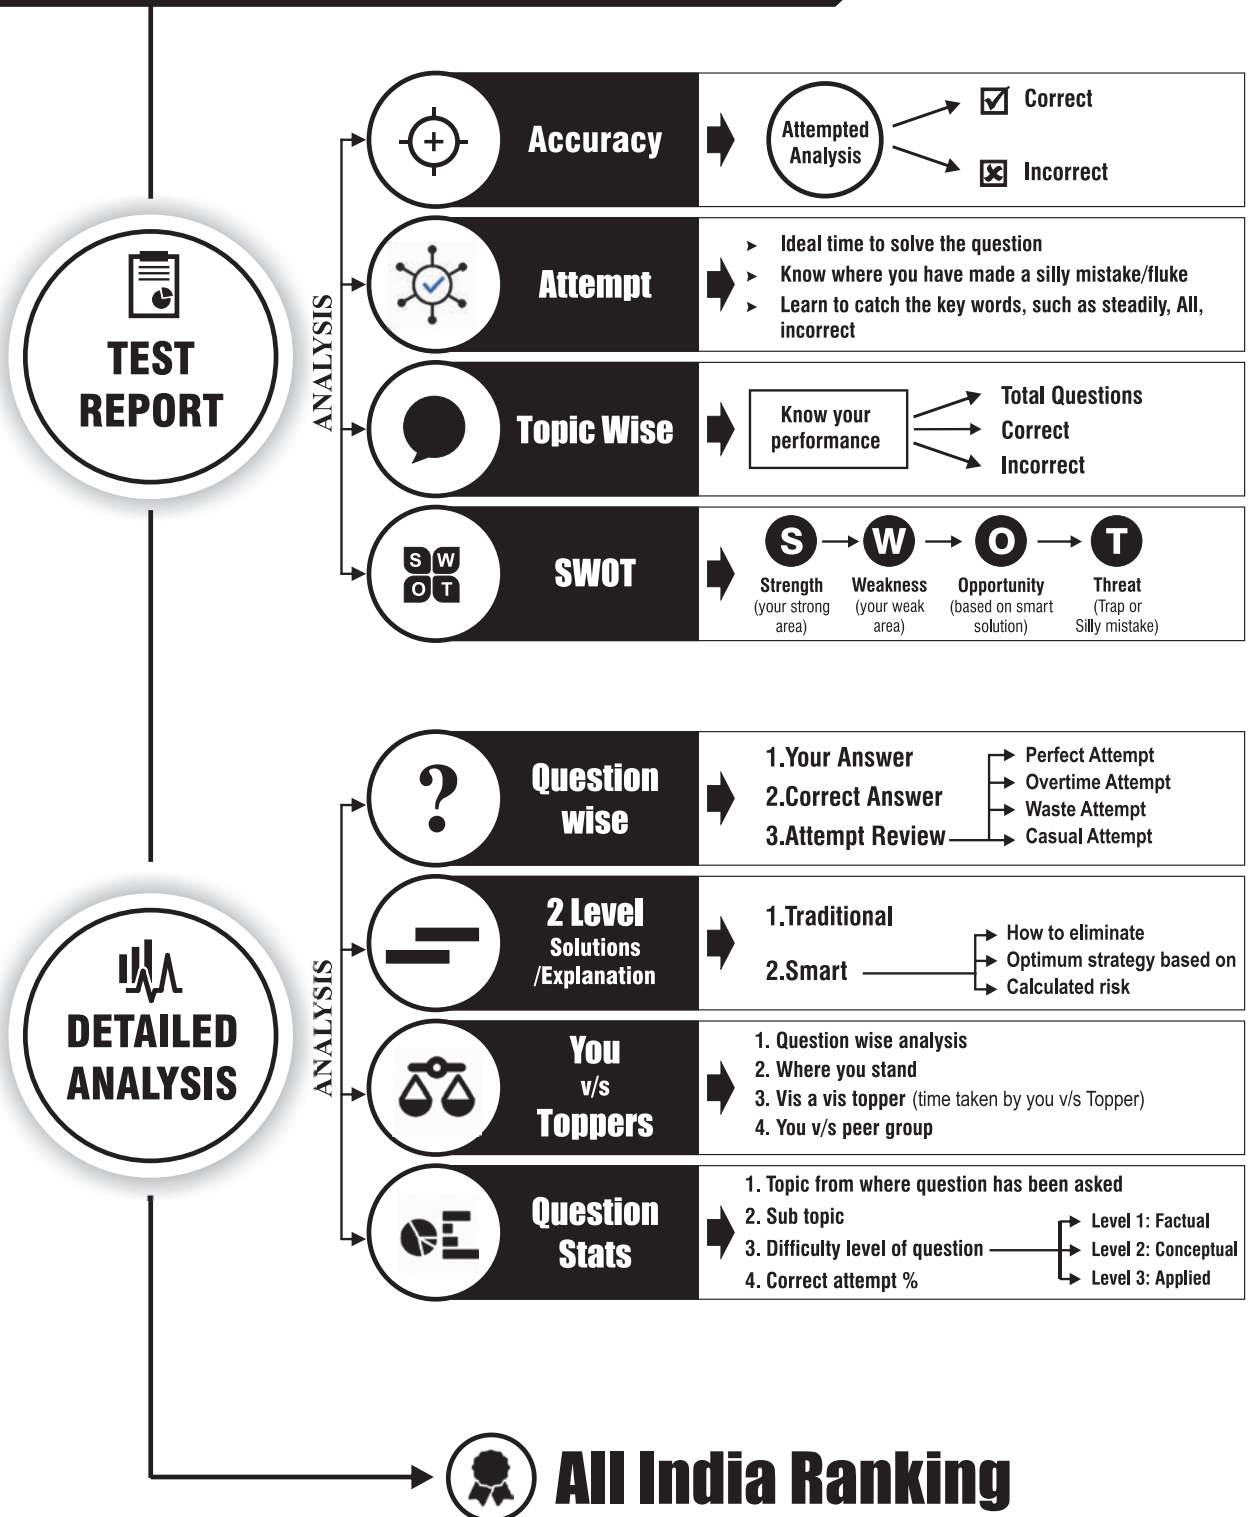 TEST
REPORT
ANALYSIS
Accuracy
Attempted
Analysis
Correct
Incorrect
Attempt
➤ Ideal time to solve the question
➤ Know where you have made a silly mistake/fluke
➤ Learn to catch the key words, such as steadily, All,
incorrect
Topic Wise
Know your
performance
Total Questions
Correct
Incorrect
S W
O T
SWOT
S W O T
Strength Weakness Opportunity Threat
(your strong (your weak (based on smart (Trap or
area) area) solution) Silly mistake)
DETAILED
ANALYSIS
ANALYSIS
?
Question
wise
1.Your Answer
2.Correct Answer
3.Attempt Review
Perfect Attempt
Overtime Attempt
Waste Attempt
Casual Attempt
2 Level
Solutions
/Explanation
1.Traditional
2.Smart
How to eliminate
Optimum strategy based on
Calculated risk
You
v/s
Toppers
1. Question wise analysis
2. Where you stand
3. Vis a vis topper (time taken by you v/s Topper)
4. You v/s peer group
Question
Stats
1. Topic from where question has been asked
2. Sub topic
3. Difficulty level of question
4. Correct attempt %
Level 1: Factual
Level 2: Conceptual
Level 3: Applied
All India Ranking